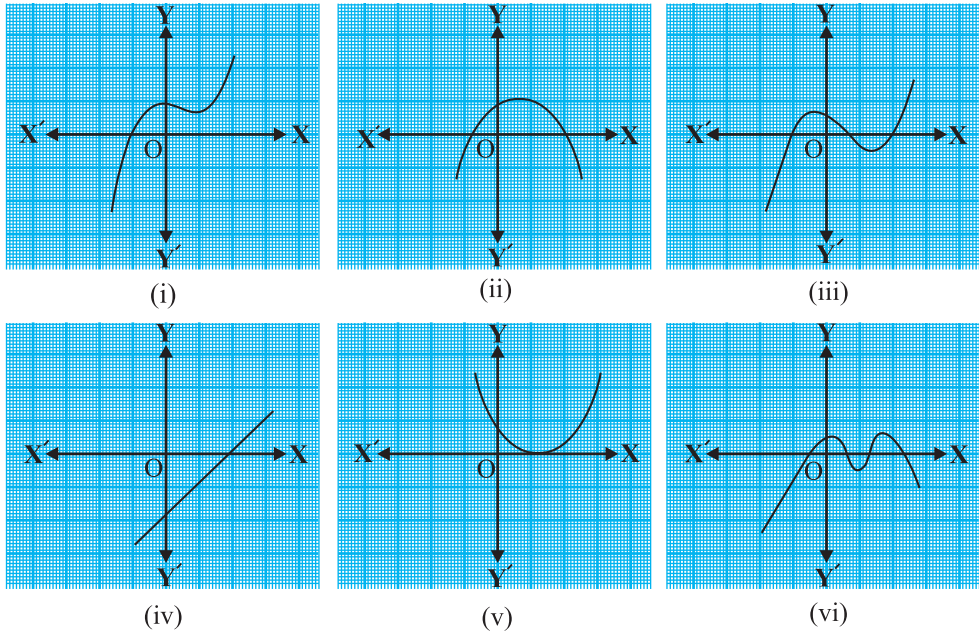 Y Y Y
X′ X X′ X X′ X
O O O
Y′ Y′ Y′
(i) (ii) (iii)
Y Y Y
X′ X X′ X X′ X
O O O
Y′ Y′ Y′
(iv) (v) (vi)